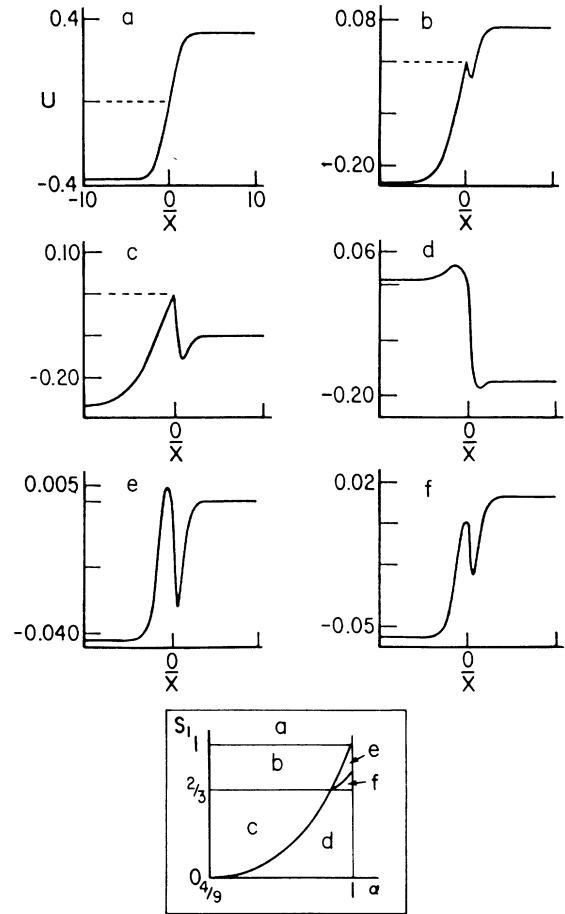 0.4 a
U
-0.4
-10 0 10
X
0.08 b
-0.20
0
X
0.10 c
-0.20
0
X
0.06 d
-0.20
0
X
0.005 e
-0.040
0
X
0.02 f
-0.05
0
X
S₁ a
1 e
b
2/3 f
c d
0
4/9 1 α